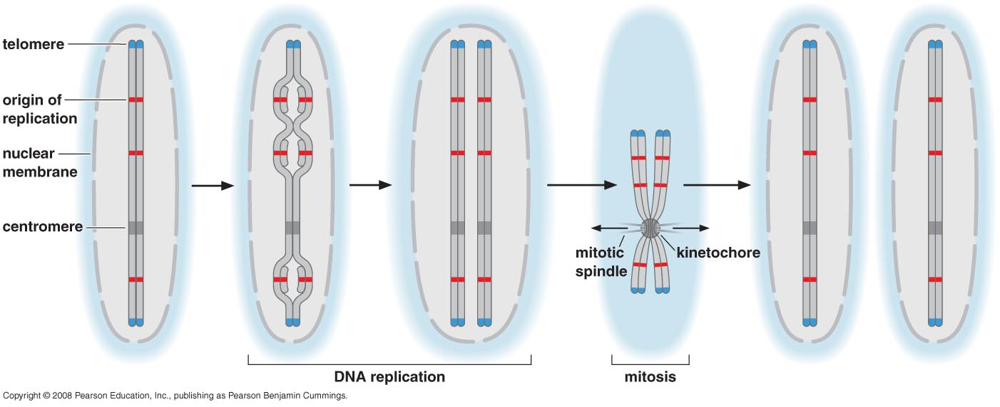 telomere
origin of
replication
nuclear
membrane
centromere
mitotic
spindle
kinetochore
DNA replication
mitosis
Copyright © 2008 Pearson Education, Inc., publishing as Pearson Benjamin Cummings.